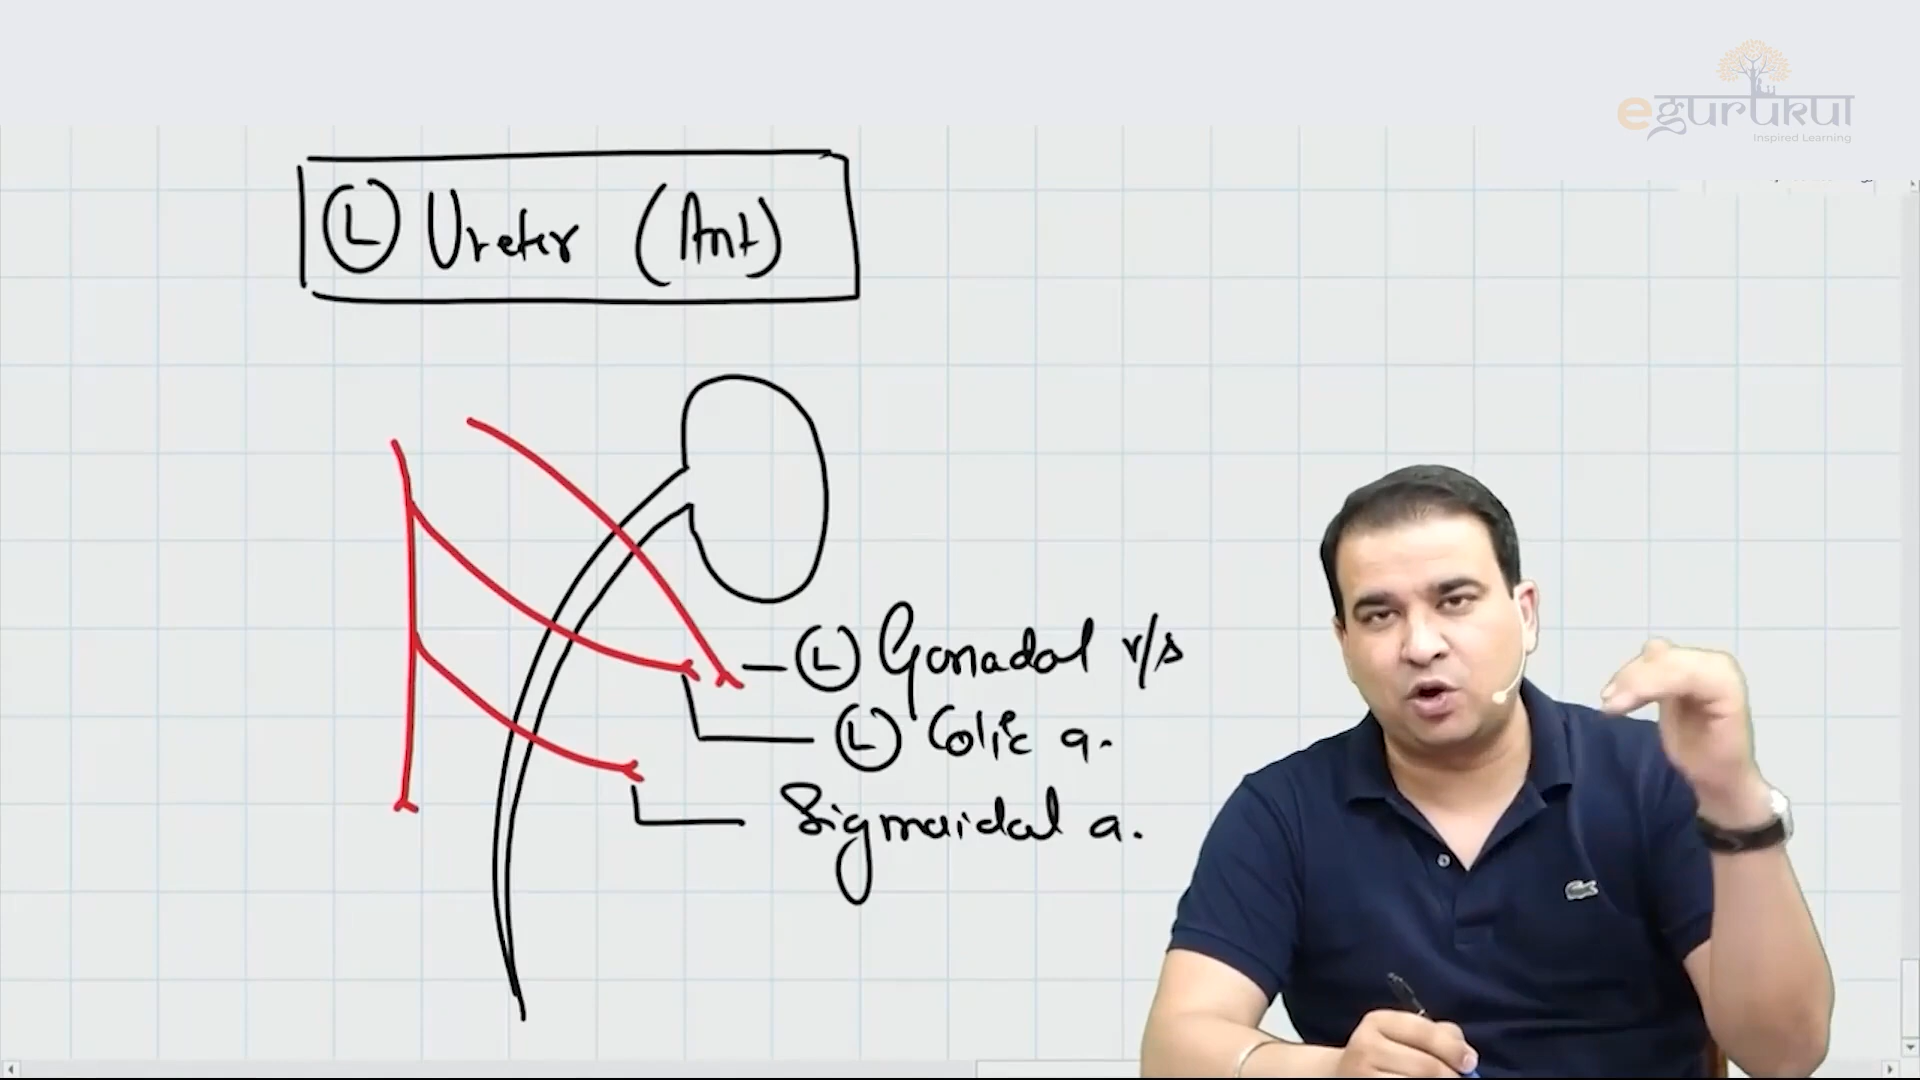 egurukul
Inspired Learning
Ⓛ Ureter (Ant)
Ⓛ Gonadal v/s
Ⓛ Colic a.
Sigmoidal a.